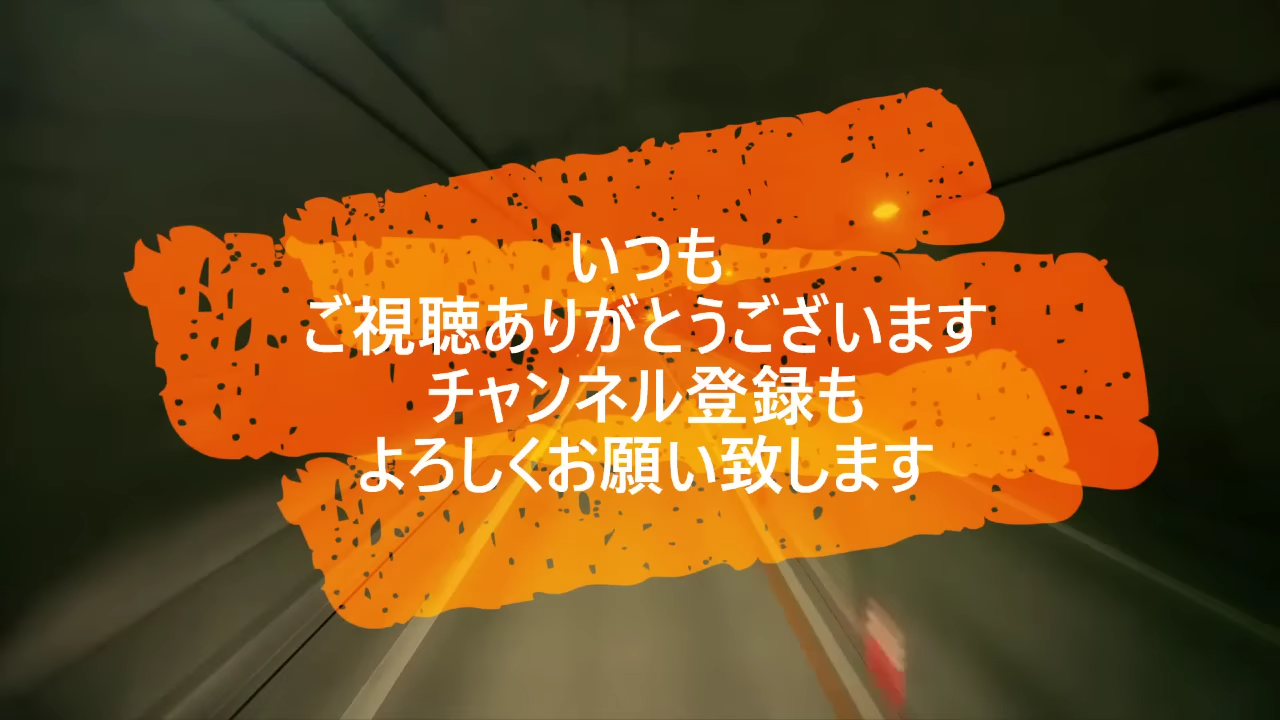 いつも
ご視聴ありがとうございます
チャンネル登録も
よろしくお願い致します